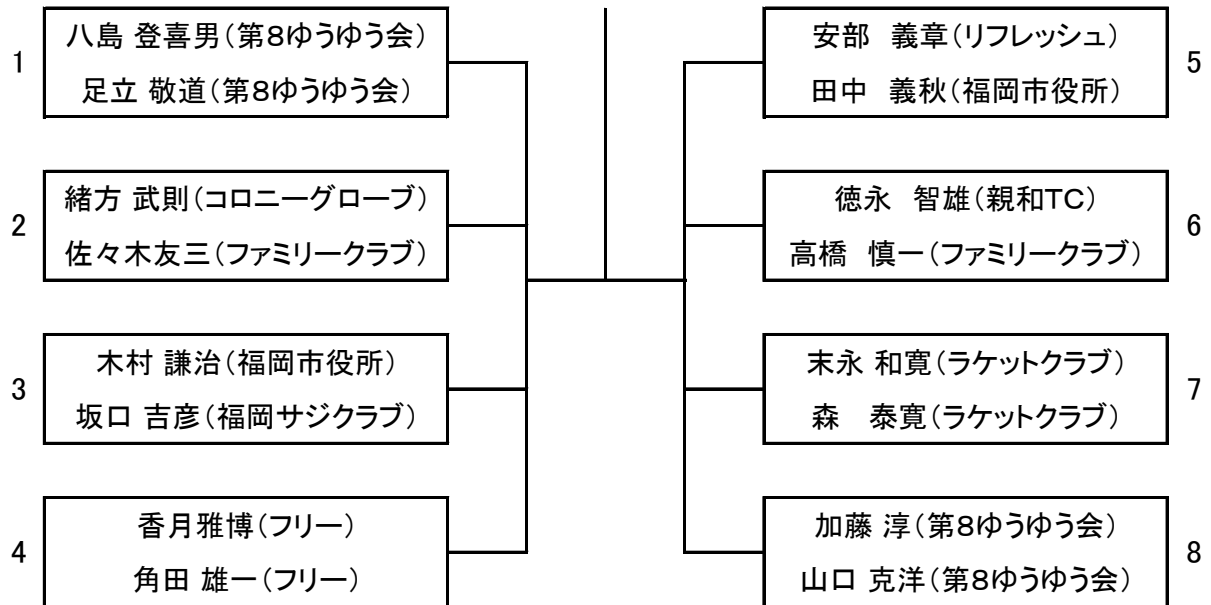 1
八島 登喜男(第8ゆうゆう会)
足立 敬道(第8ゆうゆう会)
2
緒方 武則(コロニーグローブ)
佐々木友三(ファミリークラブ)
3
木村 謙治(福岡市役所)
坂口 吉彦(福岡サジクラブ)
4
香月雅博(フリー)
角田 雄一(フリー)
安部　義章(リフレッシュ)
田中　義秋(福岡市役所)
5
徳永　智雄(親和TC)
高橋　慎一(ファミリークラブ)
6
末永 和寛(ラケットクラブ)
森　泰寛(ラケットクラブ)
7
加藤 淳(第8ゆうゆう会)
山口 克洋(第8ゆうゆう会)
8